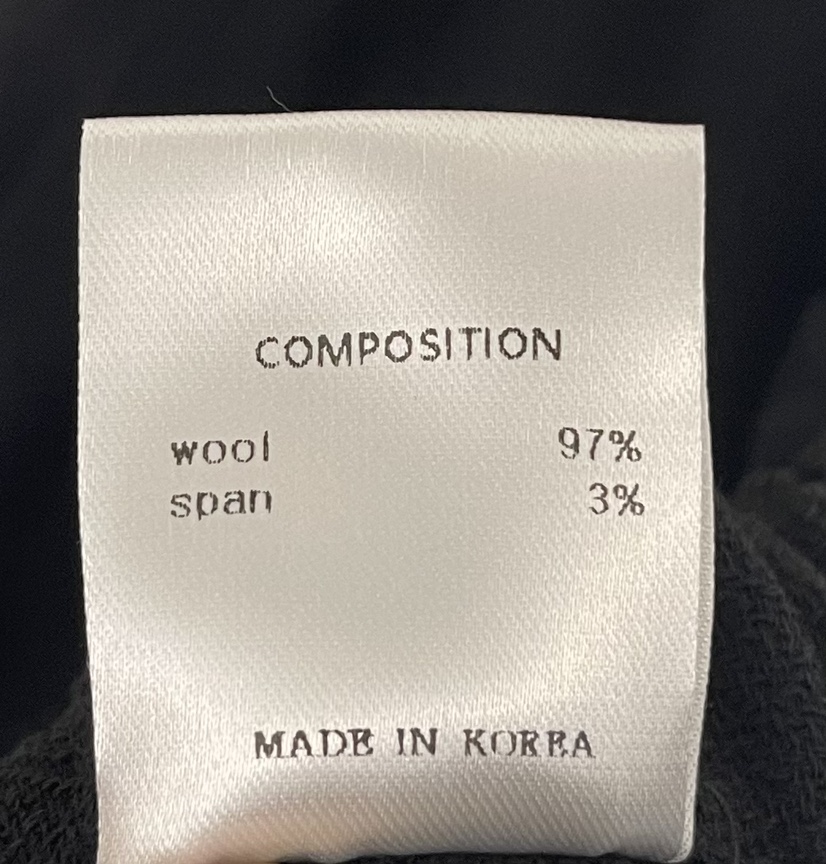 COMPOSITION
wool 97%
span 3%
MADE IN KOREA